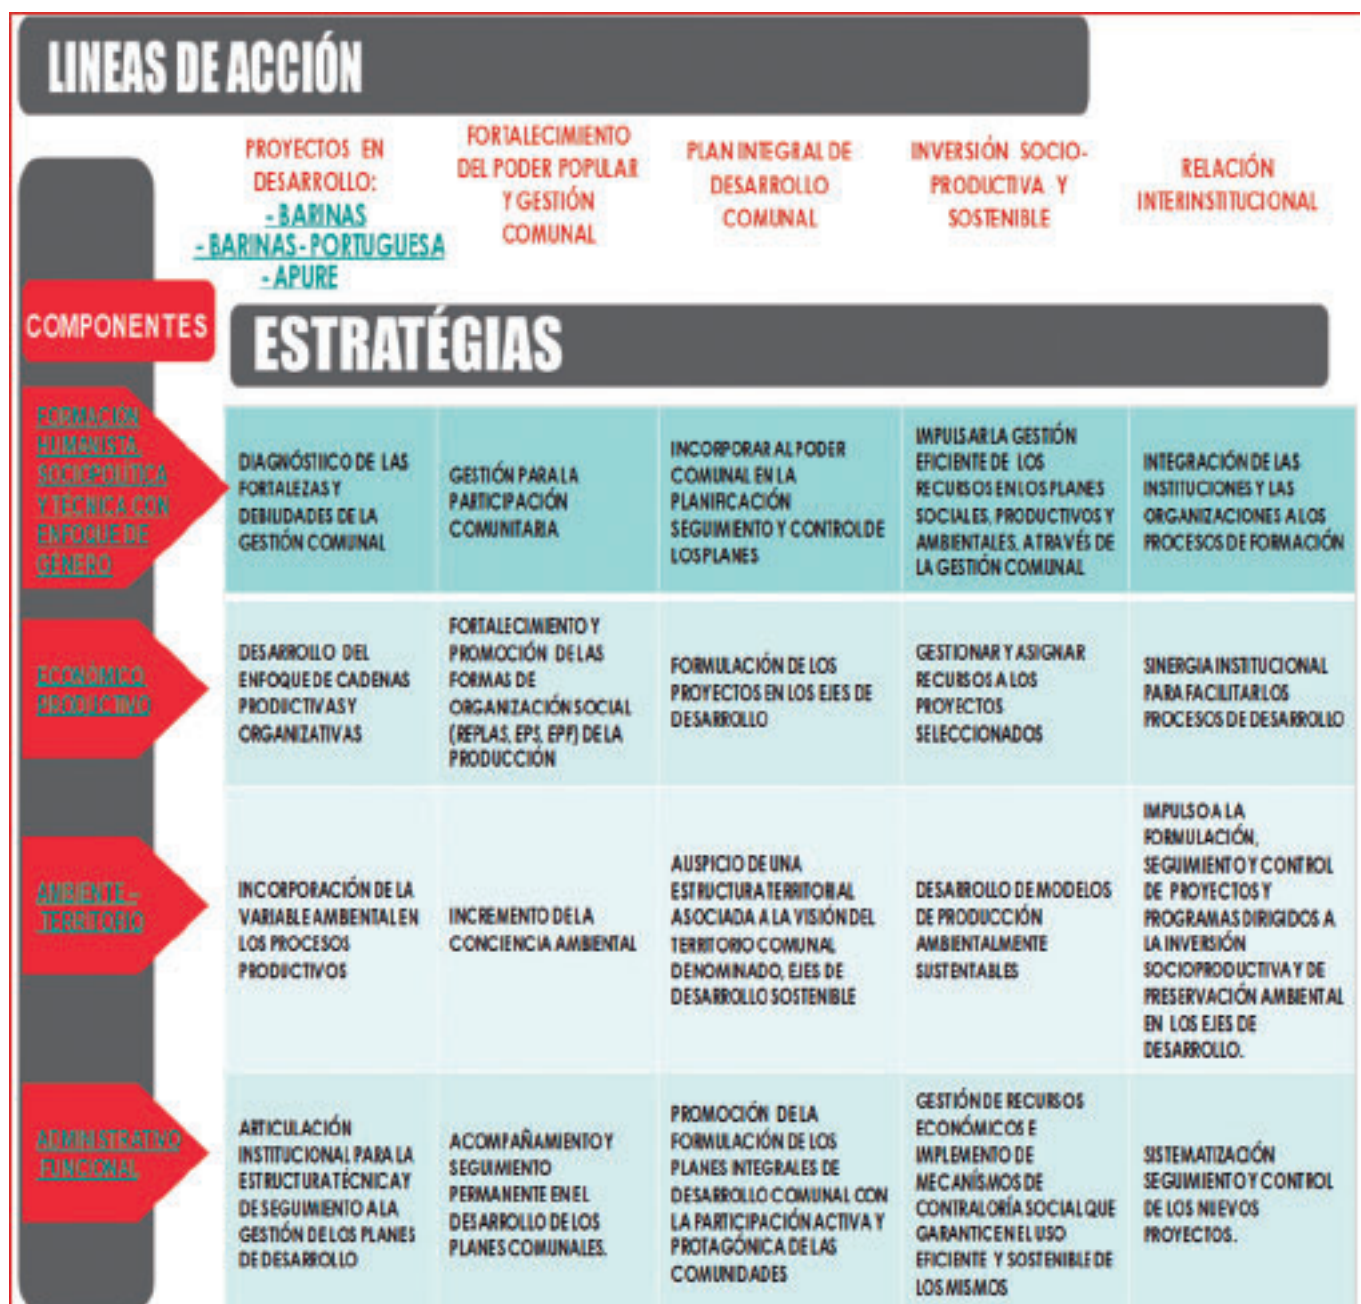 LINEAS DE ACCIÓN
PROYECTOS EN
DESARROLLO:
- BARINAS
- BARINAS- PORTUGUESA
- APURE
FORTALECIMIENTO
DEL PODER POPULAR
Y GESTIÓN
COMUNAL
PLAN INTEGRAL DE
DESARROLLO
COMUNAL
INVERSIÓN SOCIO-
PRODUCTIVA Y
SOSTENIBLE
RELACIÓN
INTERINSTITUCIONAL
COMPONENTES
ESTRATÉGIAS
FORMACIÓN
HUMANISTA,
SOCIOPOLÍTICA
Y TÉCNICA CON
ENFOQUE DE
GÉNERO
DIAGNÓSTIICO DE LAS
FORTALEZAS Y
DEBILIDADES DE LA
GESTIÓN COMUNAL
GESTIÓN PARA LA
PARTICIPACIÓN
COMUNITARIA
INCORPORAR AL PODER
COMUNAL EN LA
PLANIFICACIÓN
SEGUIMIENTO Y CONTROL DE
LOS PLANES
IMPULSAR LA GESTIÓN
EFICIENTE DE LOS
RECURSOS EN LOS PLANES
SOCIALES, PRODUCTIVOS Y
AMBIENTALES, A TRAVÉS DE
LA GESTIÓN COMUNAL
INTEGRACIÓN DE LAS
INSTITUCIONES Y LAS
ORGANIZACIONES A LOS
PROCESOS DE FORMACIÓN
ECONÓMICO
PRODUCTIVO
DESARROLLO DEL
ENFOQUE DE CADENAS
PRODUCTIVAS Y
ORGANIZATIVAS
FORTALECIMIENTO Y
PROMOCIÓN DE LAS
FORMAS DE
ORGANIZACIÓN SOCIAL
(REPLAS, EPS, EPF) DE LA
PRODUCCIÓN
FORMULACIÓN DE LOS
PROYECTOS EN LOS EJES DE
DESARROLLO
GESTIONAR Y ASIGNAR
RECURSOS A LOS
PROYECTOS
SELECCIONADOS
SINERGIA INSTITUCIONAL
PARA FACILITAR LOS
PROCESOS DE DESARROLLO
AMBIENTE –
TERRITORIO
INCORPORACIÓN DE LA
VARIABLE AMBIENTAL EN
LOS PROCESOS
PRODUCTIVOS
INCREMENTO DE LA
CONCIENCIA AMBIENTAL
AUSPICIO DE UNA
ESTRUCTURA TERRITORIAL
ASOCIADA A LA VISIÓN DEL
TERRITORIO COMUNAL
DENOMINADO, EJES DE
DESARROLLO SOSTENIBLE
DESARROLLO DE MODELOS
DE PRODUCCIÓN
AMBIENTALMENTE
SUSTENTABLES
IMPULSO A LA
FORMULACIÓN,
SEGUIMIENTO Y CONTROL
DE PROYECTOS Y
PROGRAMAS DIRIGIDOS A
LA INVERSIÓN
SOCIOPRODUCTIVA Y DE
PRESERVACIÓN AMBIENTAL
EN LOS EJES DE
DESARROLLO.
ADMINISTRATIVO
FUNCIONAL
ARTICULACIÓN
INSTITUCIONAL PARA LA
ESTRUCTURA TÉCNICA Y
DE SEGUIMIENTO A LA
GESTIÓN DE LOS PLANES
DE DESARROLLO
ACOMPAÑAMIENTO Y
SEGUIMIENTO
PERMANENTE EN EL
DESARROLLO DE LOS
PLANES COMUNALES.
PROMOCIÓN DE LA
FORMULACIÓN DE LOS
PLANES INTEGRALES DE
DESARROLLO COMUNAL CON
LA PARTICIPACIÓN ACTIVA Y
PROTAGÓNICA DE LAS
COMUNIDADES
GESTIÓN DE RECURSOS
ECONÓMICOS E
IMPLEMENTO DE
MECANÍSMOS DE
CONTRALORÍA SOCIAL QUE
GARANTICEN EL USO
EFICIENTE Y SOSTENIBLE DE
LOS MISMOS
SISTEMATIZACIÓN
SEGUIMIENTO Y CONTROL
DE LOS NUEVOS
PROYECTOS.